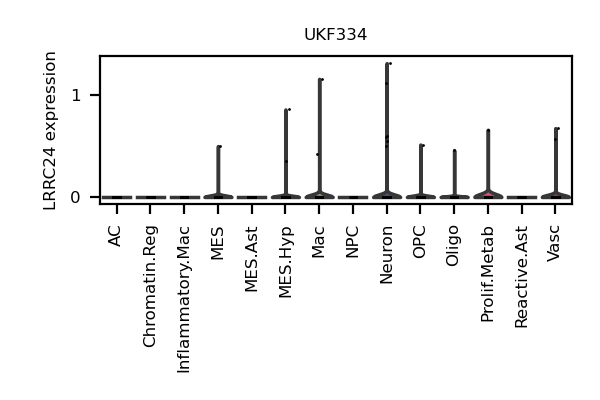 UKF334
LRRC24 expression
1
0
AC
Chromatin.Reg
Inflammatory.Mac
MES
MES.Ast
MES.Hyp
Mac
NPC
Neuron
OPC
Oligo
Prolif.Metab
Reactive.Ast
Vasc